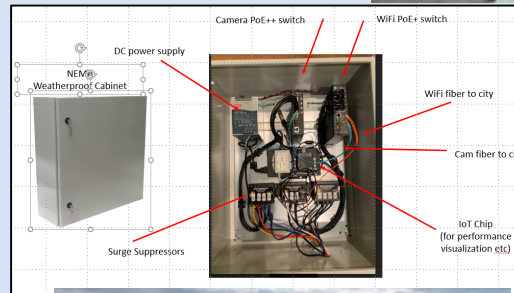 Camera PoE++ switch
WiFi PoE+ switch
DC power supply
Weatherproof Cabinet
WiFi fiber to city
Cam fiber to
IoT Chip
(for performance
visualization etc)
Surge Suppressors